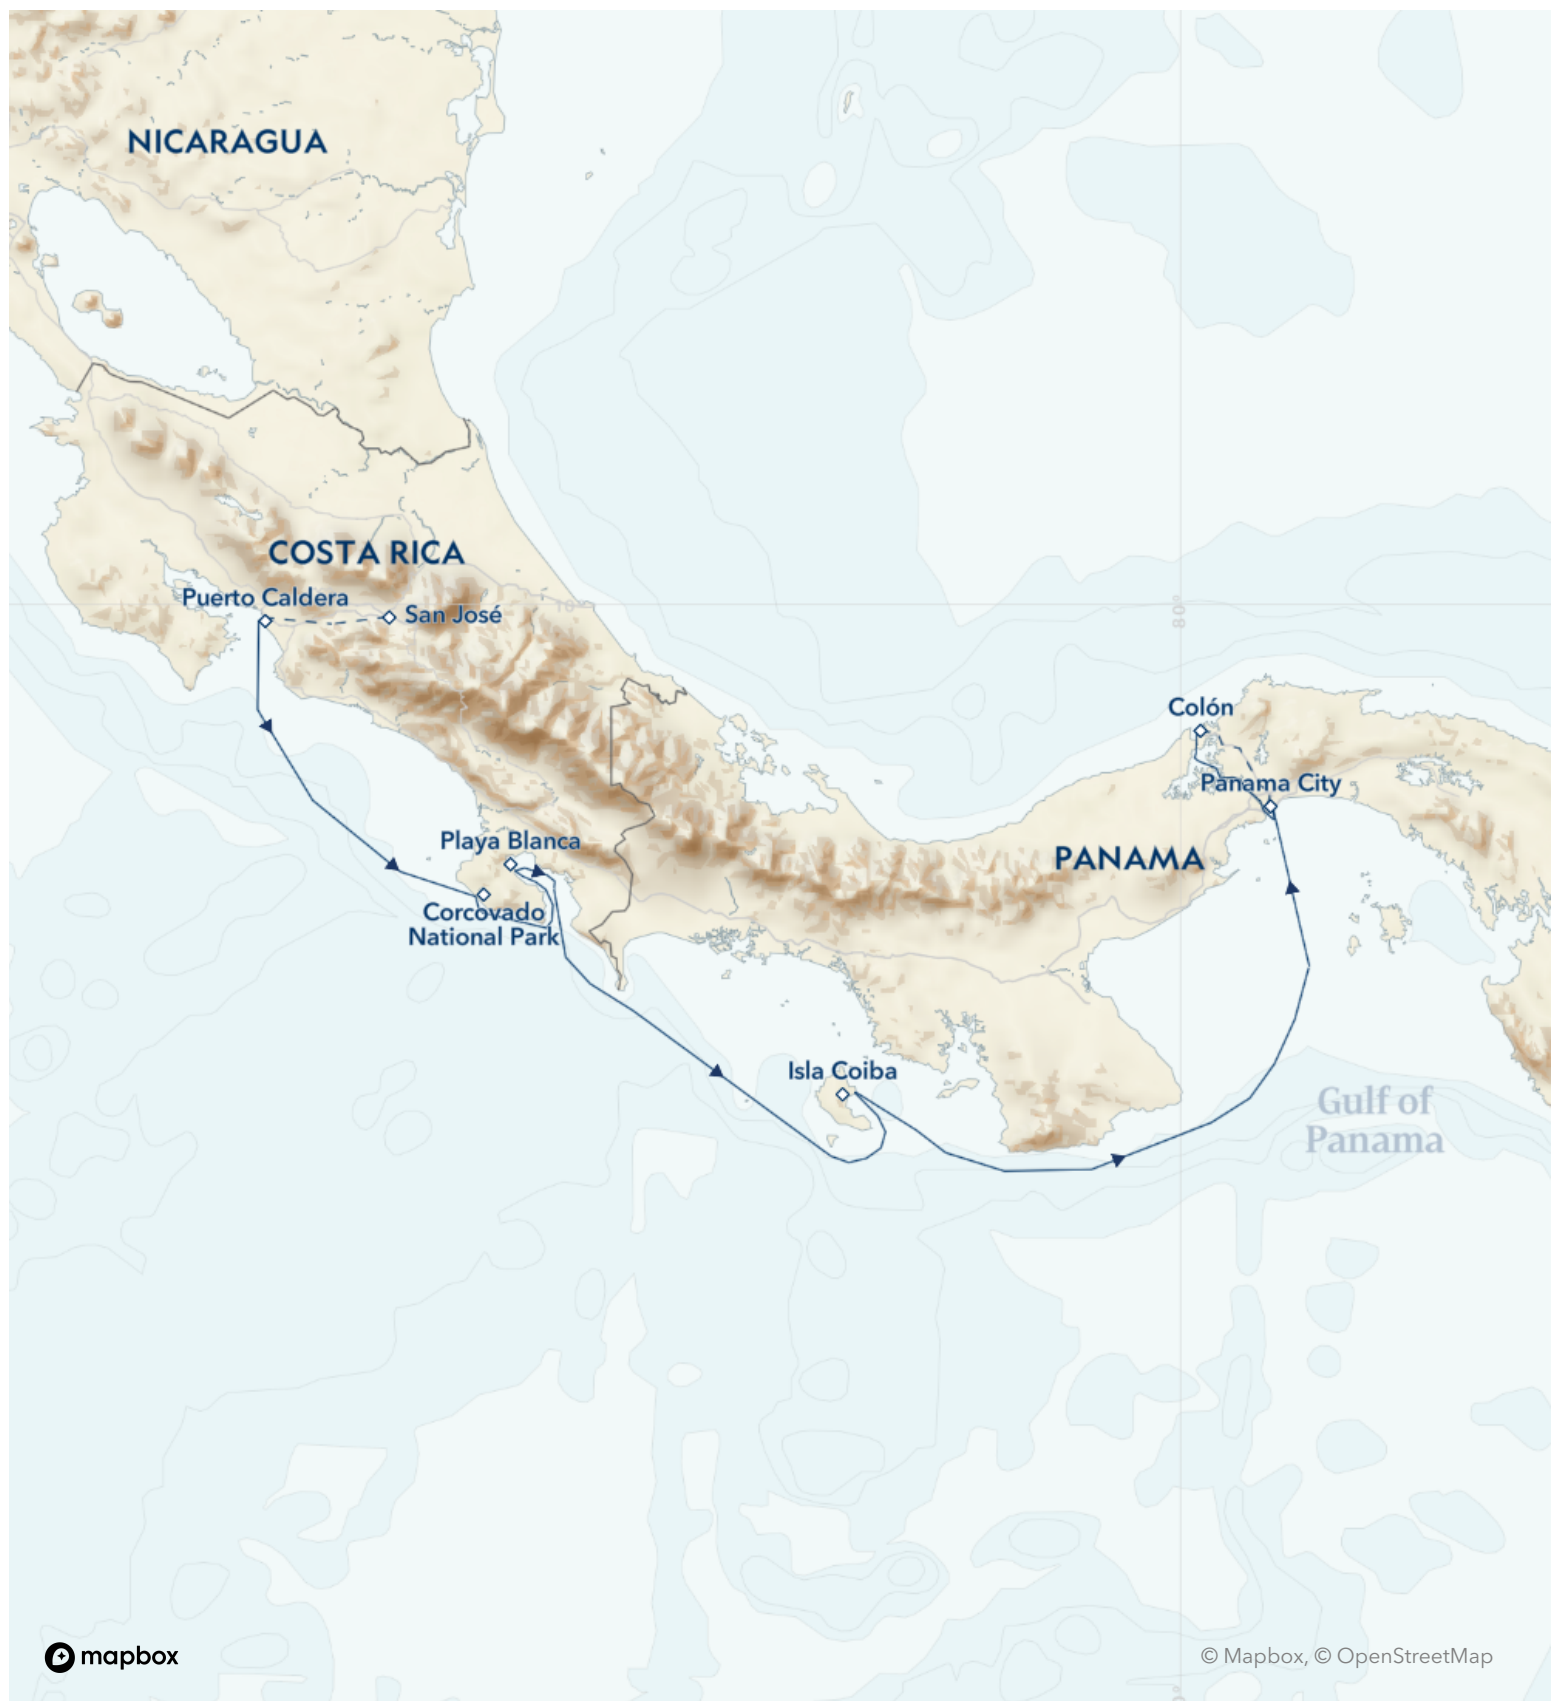 NICARAGUA
COSTA RICA
Puerto Caldera
San José
10°
80°
Colón
Panama City
Playa Blanca
PANAMA
Corcovado
National Park
Isla Coiba
Gulf of
Panama
mapbox
© Mapbox, © OpenStreetMap